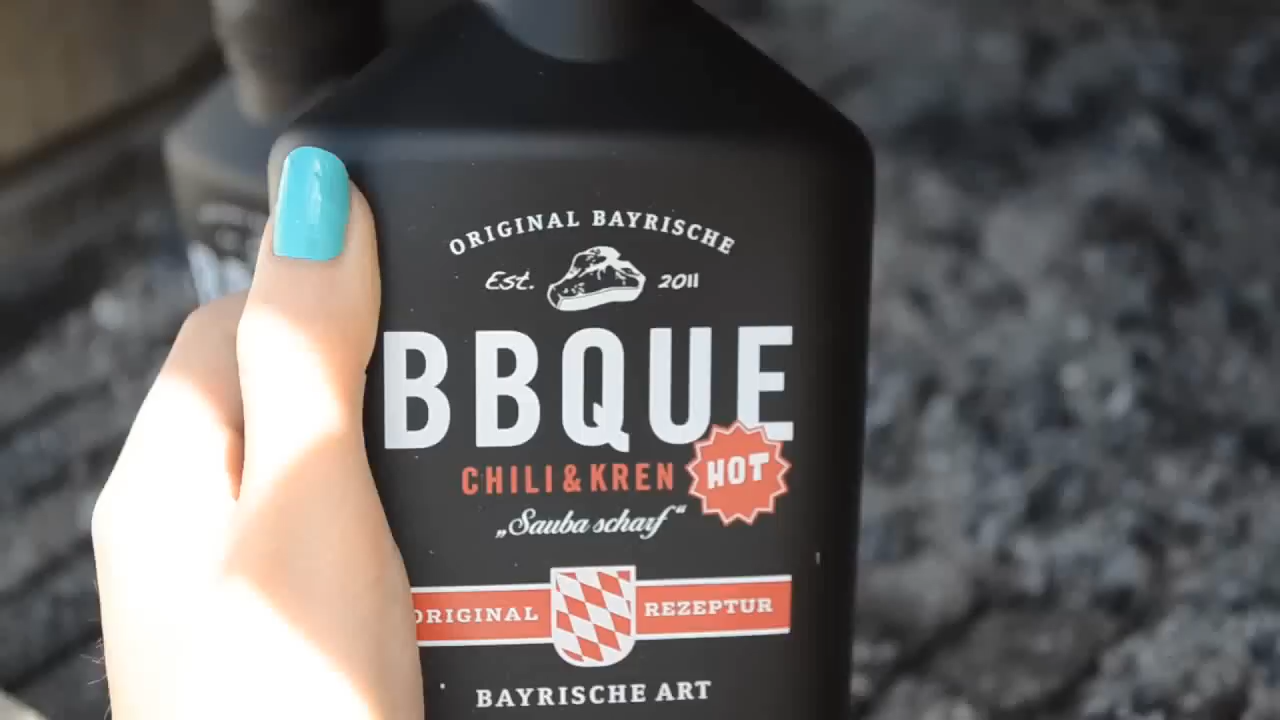 ORIGINAL BAYRISCHE
Est. 2011
BBQUE
CHILI & KREN
HOT
„Sauba scharf“
ORIGINAL REZEPTUR
BAYRISCHE ART